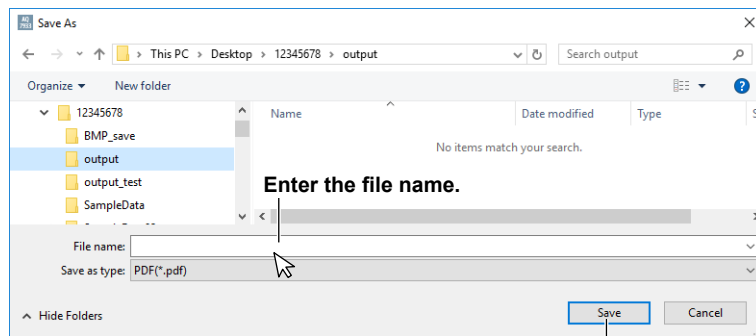 AQ
7933
Save As
This PC > Desktop > 12345678 > output
Search output
Organize
New folder
?
12345678
BMP_save
output
output_test
SampleData
Name
Date modified
Type
No items match your search.
Enter the file name.
File name:
Save as type: PDF(*.pdf)
Hide Folders
Save
Cancel